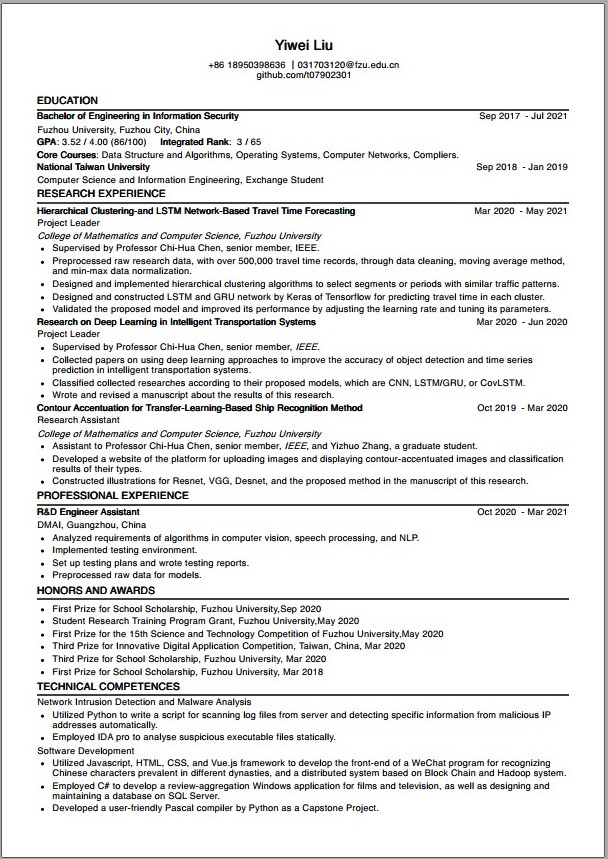 Yiwei Liu
+86 18950398636 | 031703120@fzu.edu.cn
github.com/t07902301
EDUCATION
Bachelor of Engineering in Information Security Sep 2017 - Jul 2021
Fuzhou University, Fuzhou City, China
GPA: 3.52 / 4.00 (86/100) Integrated Rank: 3 / 65
Core Courses: Data Structure and Algorithms, Operating Systems, Computer Networks, Compliers.
National Taiwan University Sep 2018 - Jan 2019
Computer Science and Information Engineering, Exchange Student
RESEARCH EXPERIENCE
Hierarchical Clustering-and LSTM Network-Based Travel Time Forecasting Mar 2020 - May 2021
Project Leader
College of Mathematics and Computer Science, Fuzhou University
• Supervised by Professor Chi-Hua Chen, senior member, IEEE.
• Preprocessed raw research data, with over 500,000 travel time records, through data cleaning, moving average method,
and min-max data normalization.
• Designed and implemented hierarchical clustering algorithms to select segments or periods with similar traffic patterns.
• Designed and constructed LSTM and GRU network by Keras of Tensorflow for predicting travel time in each cluster.
• Validated the proposed model and improved its performance by adjusting the learning rate and tuning its parameters.
Research on Deep Learning in Intelligent Transportation Systems Mar 2020 - Jun 2020
Project Leader
• Supervised by Professor Chi-Hua Chen, senior member, IEEE.
• Collected papers on using deep learning approaches to improve the accuracy of object detection and time series
prediction in intelligent transportation systems.
• Classified collected researches according to their proposed models, which are CNN, LSTM/GRU, or CovLSTM.
• Wrote and revised a manuscript about the results of this research.
Contour Accentuation for Transfer-Learning-Based Ship Recognition Method Oct 2019 - Mar 2020
Research Assistant
College of Mathematics and Computer Science, Fuzhou University
• Assistant to Professor Chi-Hua Chen, senior member, IEEE, and Yizhuo Zhang, a graduate student.
• Developed a website of the platform for uploading images and displaying contour-accentuated images and classification
results of their types.
• Constructed illustrations for Resnet, VGG, Desnet, and the proposed method in the manuscript of this research.
PROFESSIONAL EXPERIENCE
R&D Engineer Assistant Oct 2020 - Mar 2021
DMAI, Guangzhou, China
• Analyzed requirements of algorithms in computer vision, speech processing, and NLP.
• Implemented testing environment.
• Set up testing plans and wrote testing reports.
• Preprocessed raw data for models.
HONORS AND AWARDS
• First Prize for School Scholarship, Fuzhou University,Sep 2020
• Student Research Training Program Grant, Fuzhou University,May 2020
• First Prize for the 15th Science and Technology Competition of Fuzhou University,May 2020
• Third Prize for Innovative Digital Application Competition, Taiwan, China, Mar 2020
• Third Prize for School Scholarship, Fuzhou University, Mar 2020
• First Prize for School Scholarship, Fuzhou University, Mar 2018
TECHNICAL COMPETENCES
Network Intrusion Detection and Malware Analysis
• Utilized Python to write a script for scanning log files from server and detecting specific information from malicious IP
addresses automatically.
• Employed IDA pro to analyse suspicious executable files statically.
Software Development
• Utilized Javascript, HTML, CSS, and Vue.js framework to develop the front-end of a WeChat program for recognizing
Chinese characters prevalent in different dynasties, and a distributed system based on Block Chain and Hadoop system.
• Employed C# to develop a review-aggregation Windows application for films and television, as well as designing and
maintaining a database on SQL Server.
• Developed a user-friendly Pascal compiler by Python as a Capstone Project.